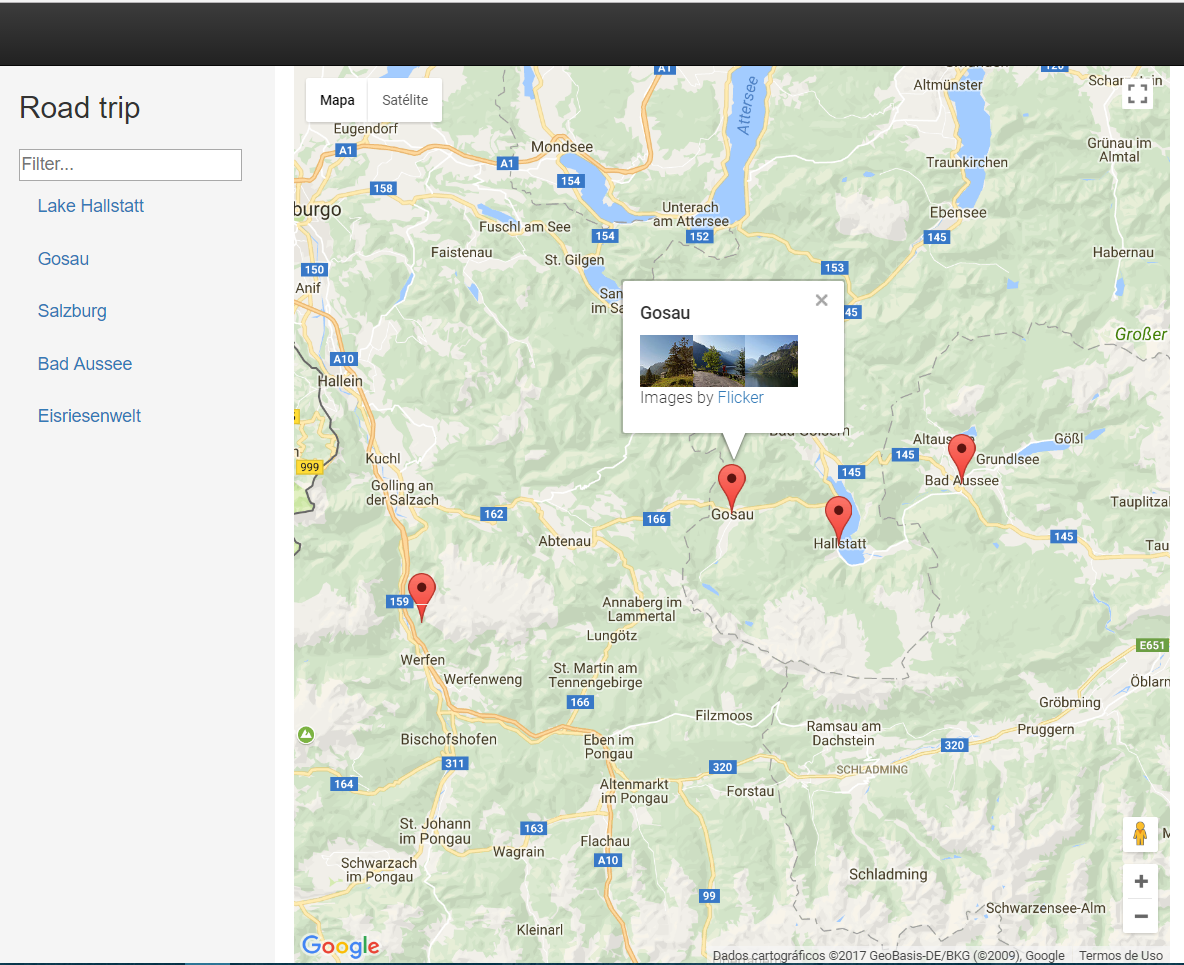 Road trip
Filter...
Lake Hallstatt
Gosau
Salzburg
Bad Aussee
Eisriesenwelt
Mapa
Satélite
A1
Altmünster
Attersee
Eugendorf
A1
Mondsee
A1
Grünau im
Almtal
Traunkirchen
154
158
burgo
Unterach
am Attersee
Ebensee
Fuschl am See
154
152
145
Faistenau
St. Gilgen
Habernau
150
153
Anif
Gosau
Images by Flicker
45
Großer
A10
Hallein
Altaus
Gößl
Kuchl
145
Grundlsee
999
145
Bad Aussee
Golling an
der Salzach
162
166
Gosau
Tauplitza
Abtenau
Hallstatt
145
Tau
159
Annaberg im
Lammertal
Lungötz
E651
Werfen
Werfenweng
St. Martin am
Tennengebirge
Öblarn
166
Gröbming
Filzmoos
Ramsau am
Dachstein
Pruggern
Bischofshofen
Eben im
Pongau
320
311
320
SCHLADMING
164
Altenmarkt
im Pongau
Forstau
St. Johann
im Pongau
163
Flachau
Wagrain
A10
Schwarzach
im Pongau
Schladming
99
Schwarzensee-Alm
Kleinarl
Google
Dados cartográficos ©2017 GeoBasis-DE/BKG (©2009), Google
Termos de Uso